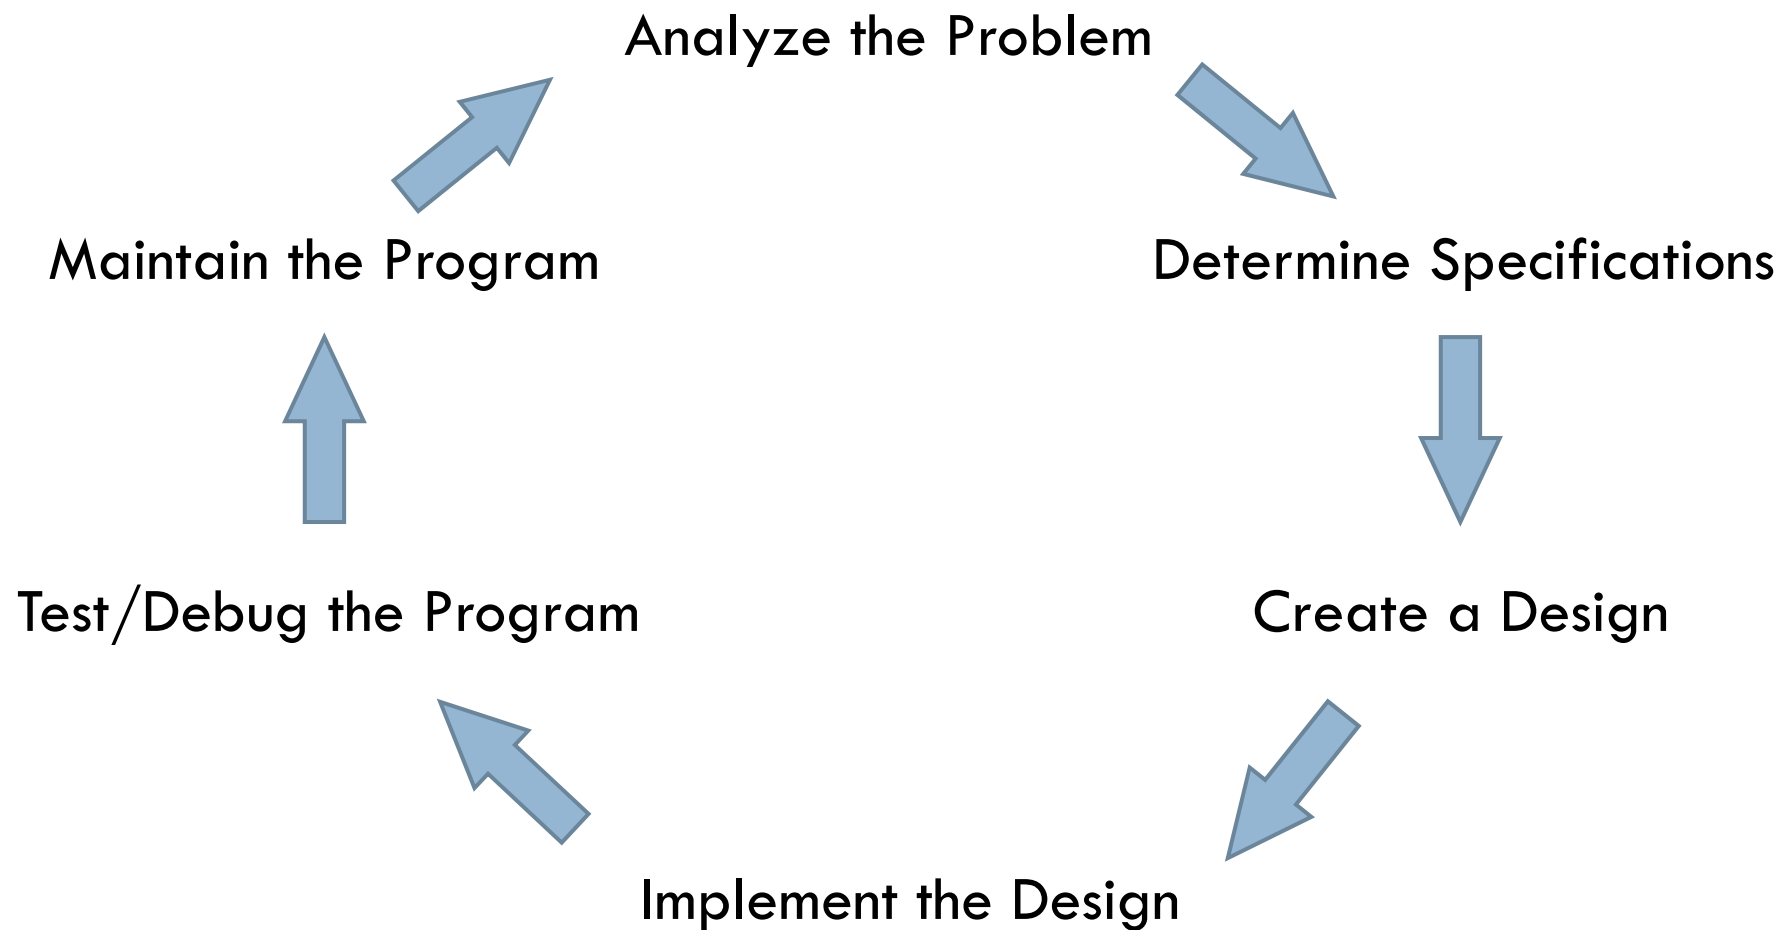 Analyze the Problem
Determine Specifications
Create a Design
Implement the Design
Test/Debug the Program
Maintain the Program